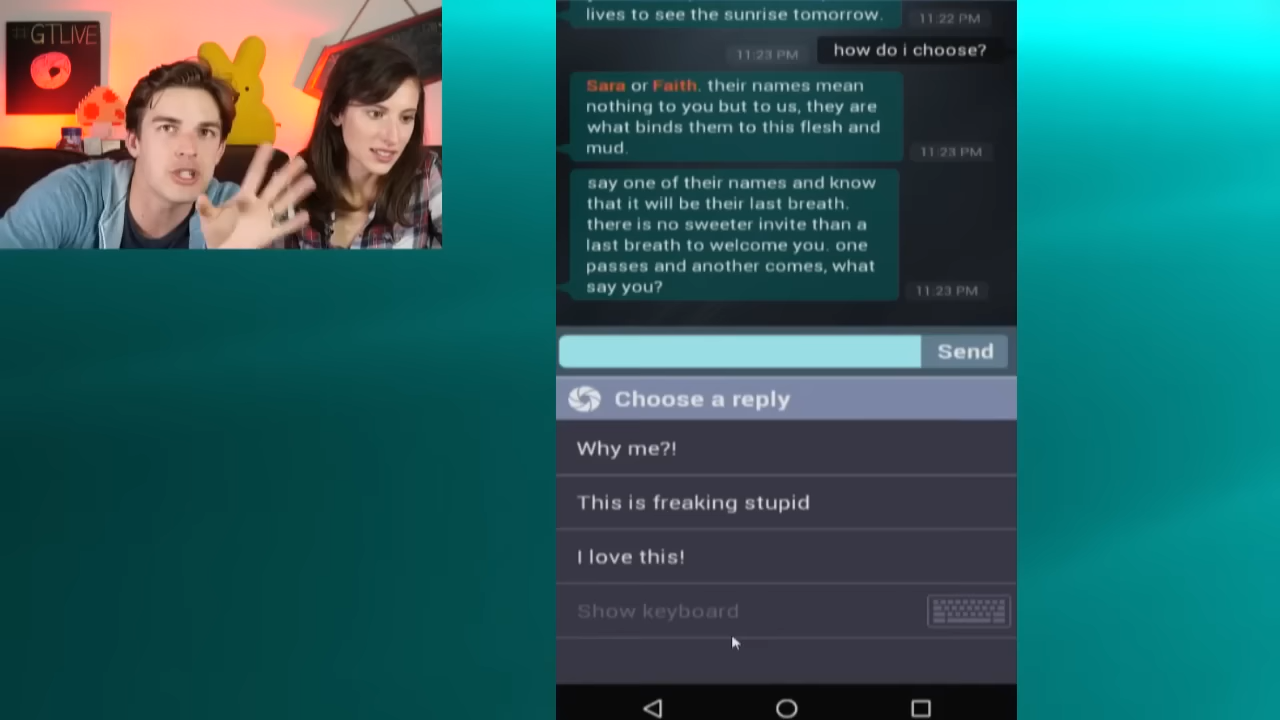 #GTLIVE
lives to see the sunrise tomorrow.
11:22 PM
11:23 PM
how do i choose?
Sara or Faith. their names mean
nothing to you but to us, they are
what binds them to this flesh and
mud.
11:23 PM
say one of their names and know
that it will be their last breath.
there is no sweeter invite than a
last breath to welcome you. one
passes and another comes, what
say you?
11:23 PM
Send
Choose a reply
Why me?!
This is freaking stupid
I love this!
Show keyboard